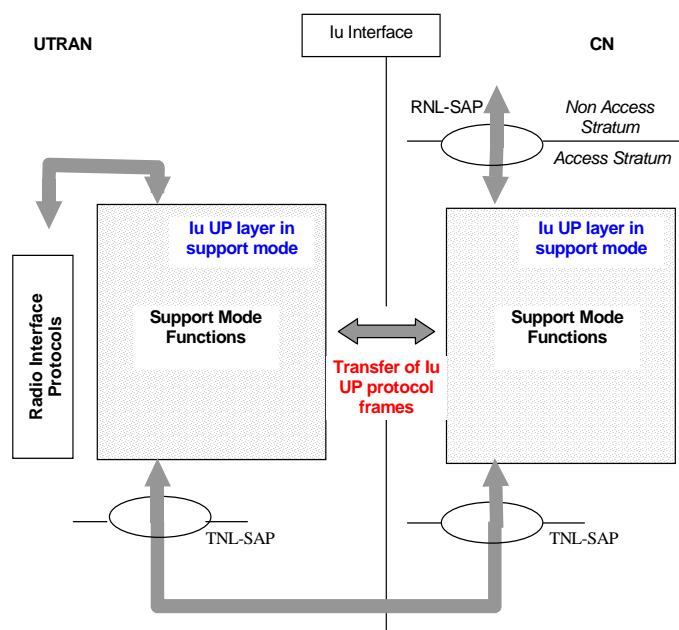 Iu Interface
UTRAN
CN
RNL-SAP
Non Access
Stratum
Access Stratum
Iu UP layer in
support mode
Iu UP layer in
support mode
Radio Interface
Protocols
Support Mode
Functions
Support Mode
Functions
Transfer of Iu
UP protocol
frames
TNL-SAP
TNL-SAP